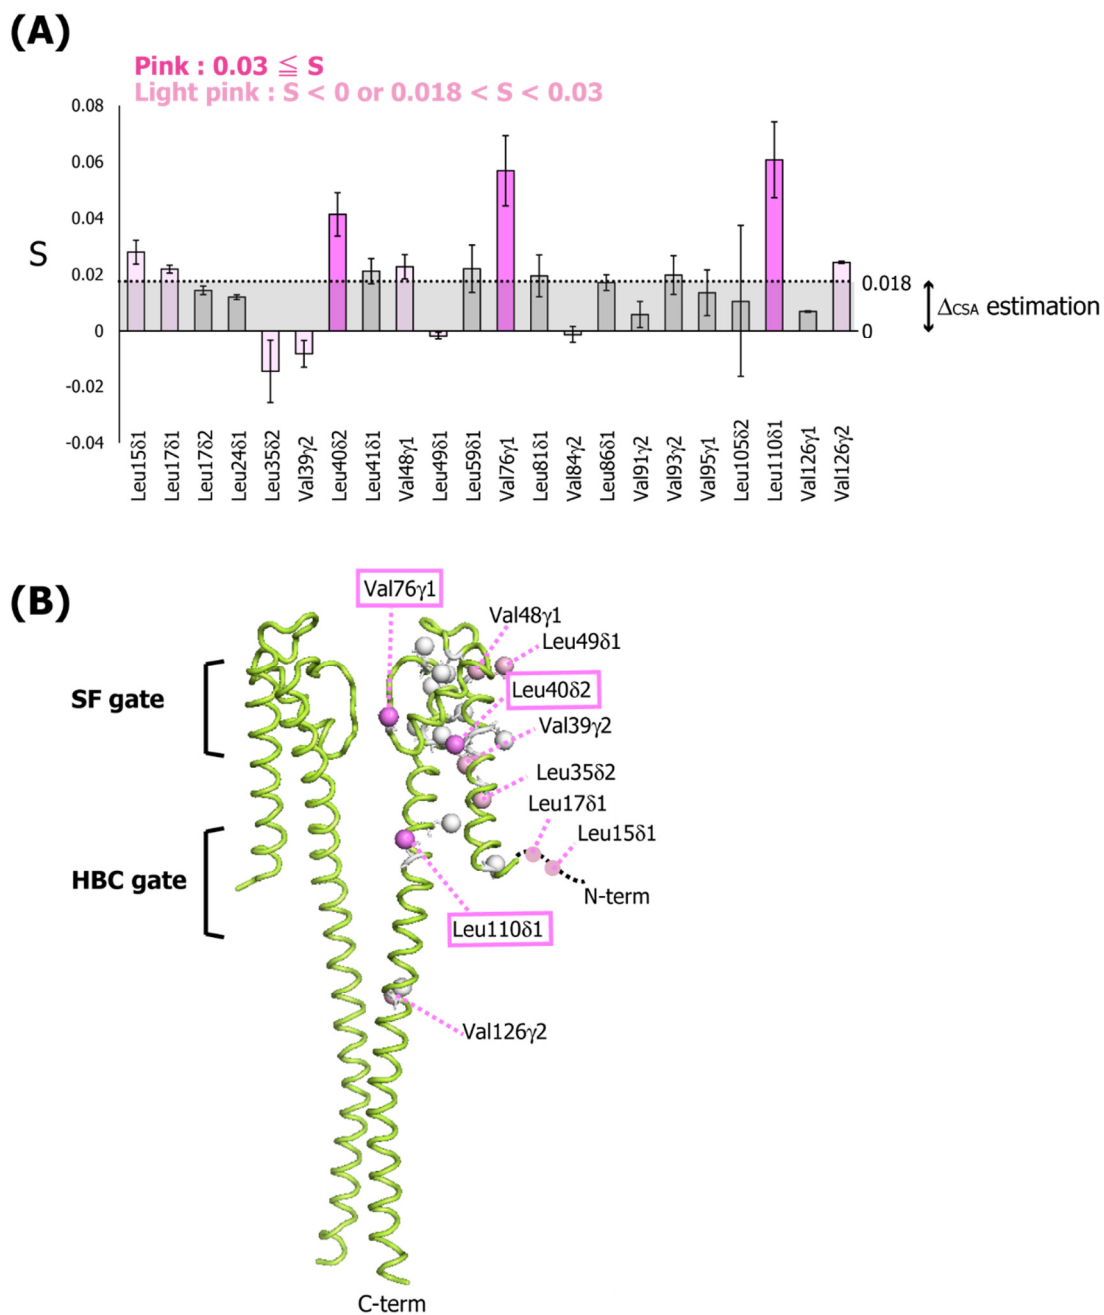 (A)
Pink : 0.03 ≦ S
Light pink : S < 0 or 0.018 < S < 0.03
0.08
0.06
0.04
0.02
0
-0.02
-0.04
S
0.018
0
ΔCSA estimation
Leu15δ1
Leu17δ1
Leu17δ2
Leu24δ1
Leu35δ2
Val39γ2
Leu40δ2
Leu41δ1
Val48γ1
Leu49δ1
Leu59δ1
Val76γ1
Leu81δ1
Val84γ2
Leu86δ1
Val91γ2
Val93γ2
Val95γ1
Leu105δ2
Leu110δ1
Val126γ1
Val126γ2
(B)
Val76γ1
Val48γ1
Leu49δ1
Leu40δ2
SF gate
Val39γ2
Leu35δ2
Leu17δ1
Leu15δ1
HBC gate
N-term
Leu110δ1
Val126γ2
C-term